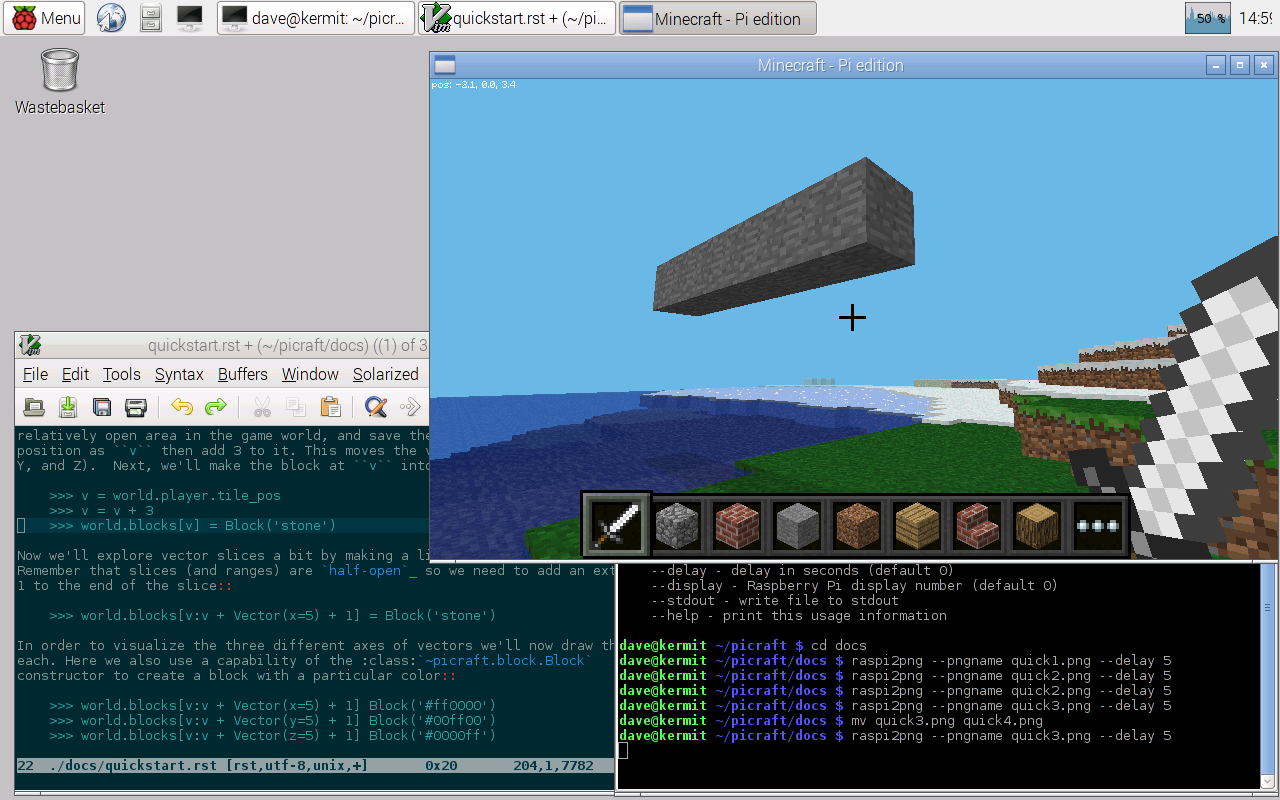 Menu
dave@kermit: ~/picr...
quickstart.rst + (~/pi...
Minecraft - Pi edition
50 %
14:59
Wastebasket
Minecraft - Pi edition
pos: -2.1, 0.0, 3.4
quickstart.rst + (~/picraft/docs) ((1) of 3
File Edit Tools Syntax Buffers Window Solarized
relatively open area in the game world, and save the
position as ``v`` then add 3 to it. This moves the v
Y, and Z).  Next, we'll make the block at ``v`` into
>>> v = world.player.tile_pos
>>> v = v + 3
>>> world.blocks[v] = Block('stone')
Now we'll explore vector slices a bit by making a li
Remember that slices (and ranges) are `half-open`_ so we need to add an ext
1 to the end of the slice::
>>> world.blocks[v:v + Vector(x=5) + 1] = Block('stone')
In order to visualize the three different axes of vectors we'll now draw th
each. Here we also use a capability of the :class:`~picraft.block.Block`
constructor to create a block with a particular color::
>>> world.blocks[v:v + Vector(x=5) + 1] Block('#ff0000')
>>> world.blocks[v:v + Vector(y=5) + 1] Block('#00ff00')
>>> world.blocks[v:v + Vector(z=5) + 1] Block('#0000ff')
22 ./docs/quickstart.rst [rst,utf-8,unix,+] 0x20 204,1,7782
--delay - delay in seconds (default 0)
--display - Raspberry Pi display number (default 0)
--stdout - write file to stdout
--help - print this usage information
dave@kermit ~/picraft $ cd docs
dave@kermit ~/picraft/docs $ raspi2png --pngname quick1.png --delay 5
dave@kermit ~/picraft/docs $ raspi2png --pngname quick2.png --delay 5
dave@kermit ~/picraft/docs $ raspi2png --pngname quick2.png --delay 5
dave@kermit ~/picraft/docs $ raspi2png --pngname quick3.png --delay 5
dave@kermit ~/picraft/docs $ mv quick3.png quick4.png
dave@kermit ~/picraft/docs $ raspi2png --pngname quick3.png --delay 5